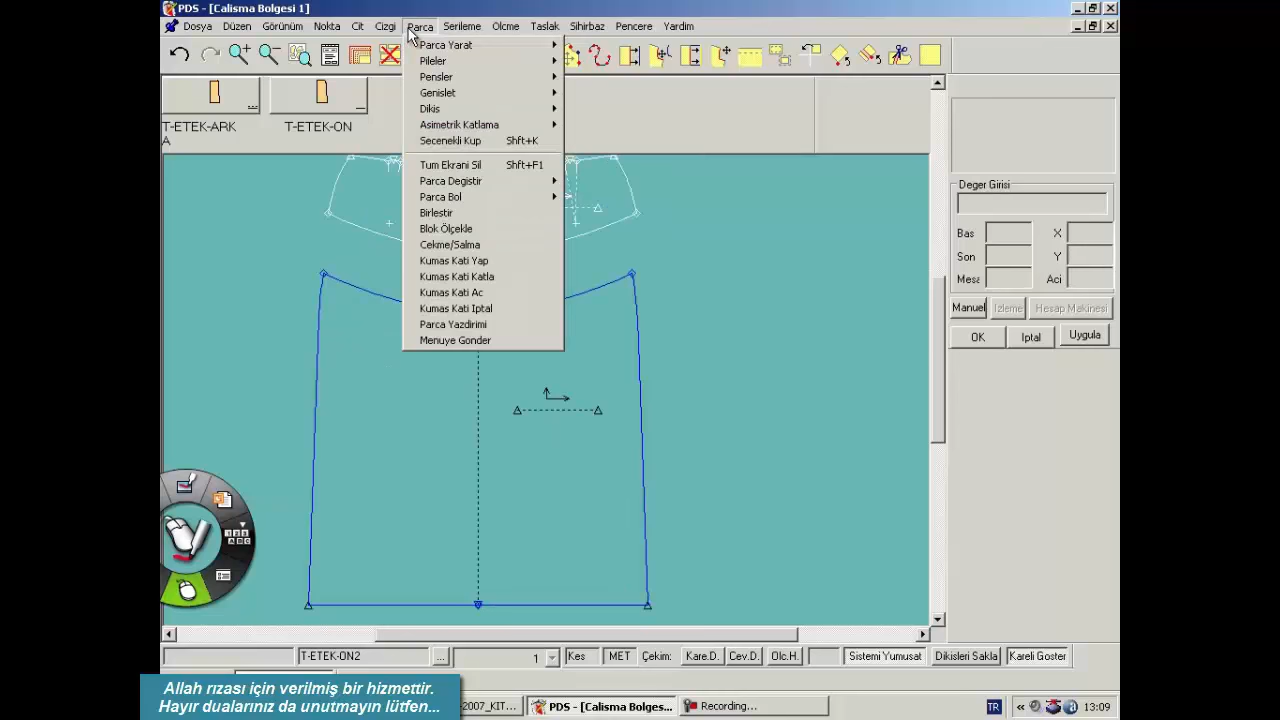 PDS - [Calisma Bolgesi 1]
Dosya Düzen Görünüm Nokta Cit Cizgi Parca Serileme Olcme Taslak Sihirbaz Pencere Yardim
T-ETEK-ARK
A
T-ETEK-ON
Parca Yarat
Pileler
Pensler
Genislet
Dikis
Asimetrik Katlama
Secenekli Kup Shft+K
Tum Ekrani Sil Shft+F1
Parca Degistir
Parca Bol
Birlestir
Blok Ölçekle
Cekme/Salma
Kumas Kati Yap
Kumas Kati Katla
Kumas Kati Ac
Kumas Kati Iptal
Parca Yazdirimi
Menuye Gonder
Deger Girisi
Bas X
Son Y
Mesa Aci
Manuel Izleme Hesap Makinesi
OK Iptal Uygula
1 2 3
A B C
T-ETEK-ON2 ... 1 Kes MET Çekim: Kare.D. Cev.D. Olc.H. Sistemi Yumusat Dikisleri Sakla Kareli Goster
Allah rızası için verilmiş bir hizmettir.
Hayır dualarınız da unutmayın lütfen...
2007_KIT... PDS - [Calisma Bolges... Recording... TR « 13:09